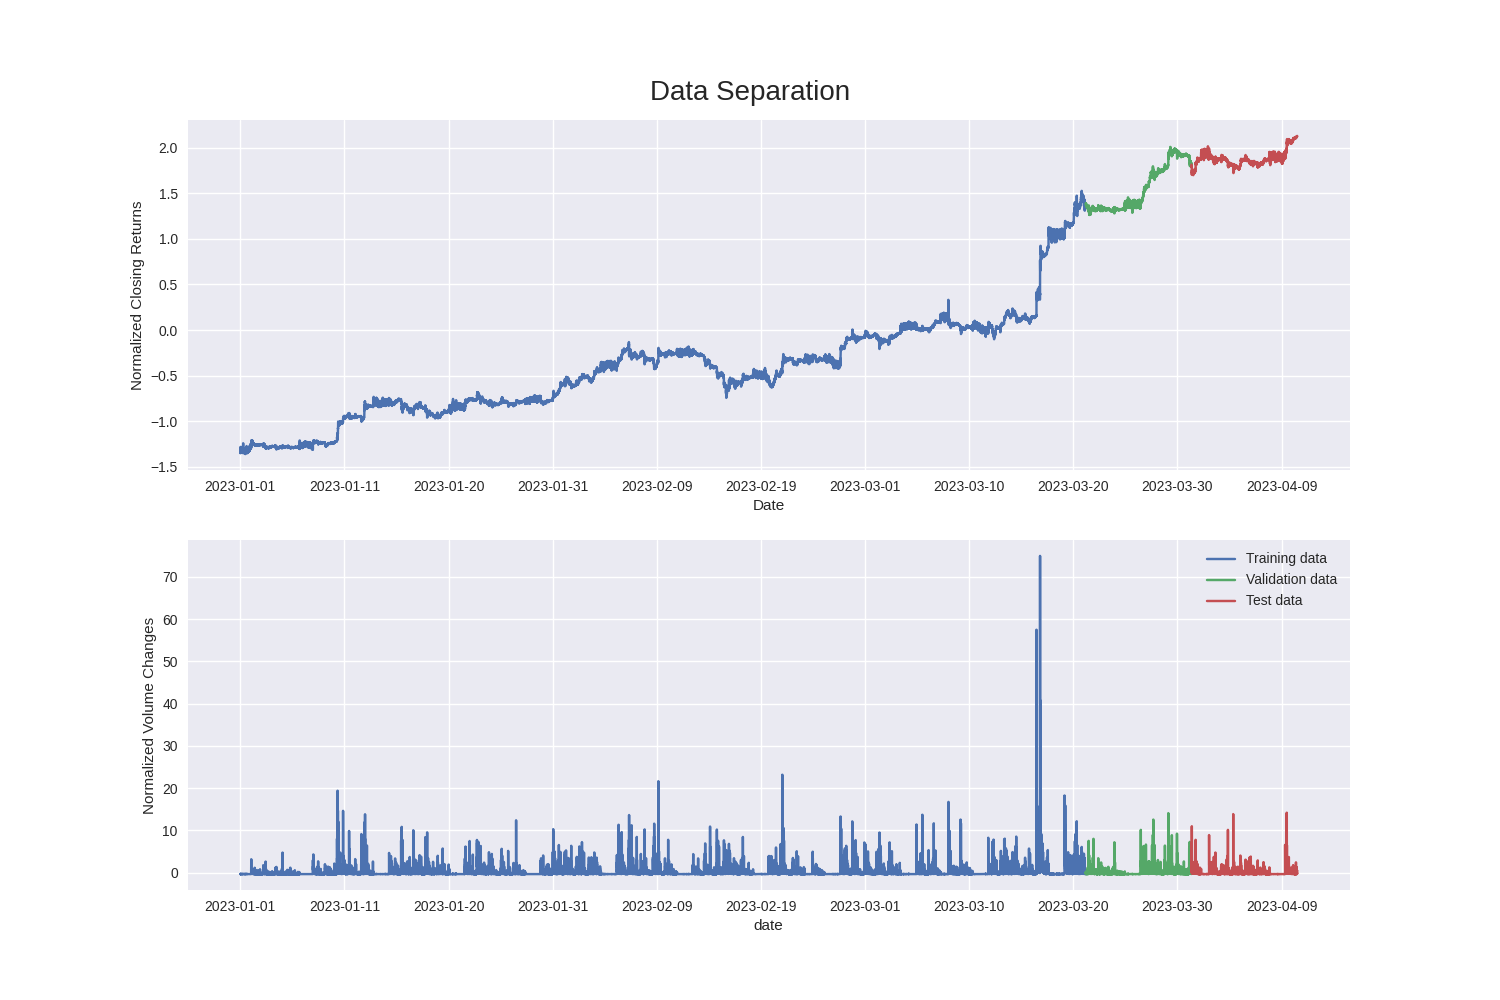 Data Separation
Normalized Closing Returns
2.0
1.5
1.0
0.5
0.0
−0.5
−1.0
−1.5
2023-01-01 2023-01-11 2023-01-20 2023-01-31 2023-02-09 2023-02-19 2023-03-01 2023-03-10 2023-03-20 2023-03-30 2023-04-09
Date
Normalized Volume Changes
70
60
50
40
30
20
10
0
Training data
Validation data
Test data
2023-01-01 2023-01-11 2023-01-20 2023-01-31 2023-02-09 2023-02-19 2023-03-01 2023-03-10 2023-03-20 2023-03-30 2023-04-09
date